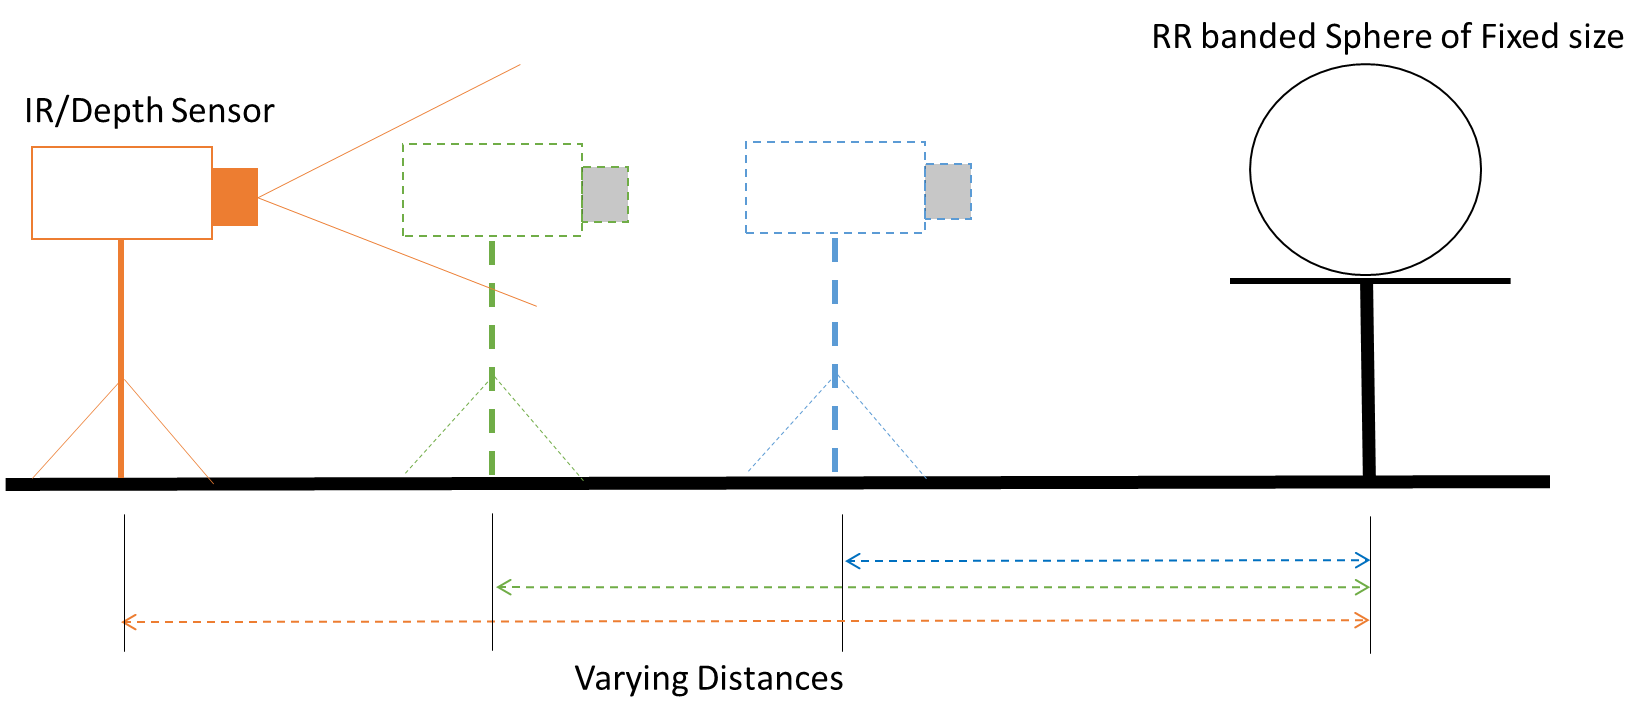 RR banded Sphere of Fixed size
IR/Depth Sensor
Varying Distances